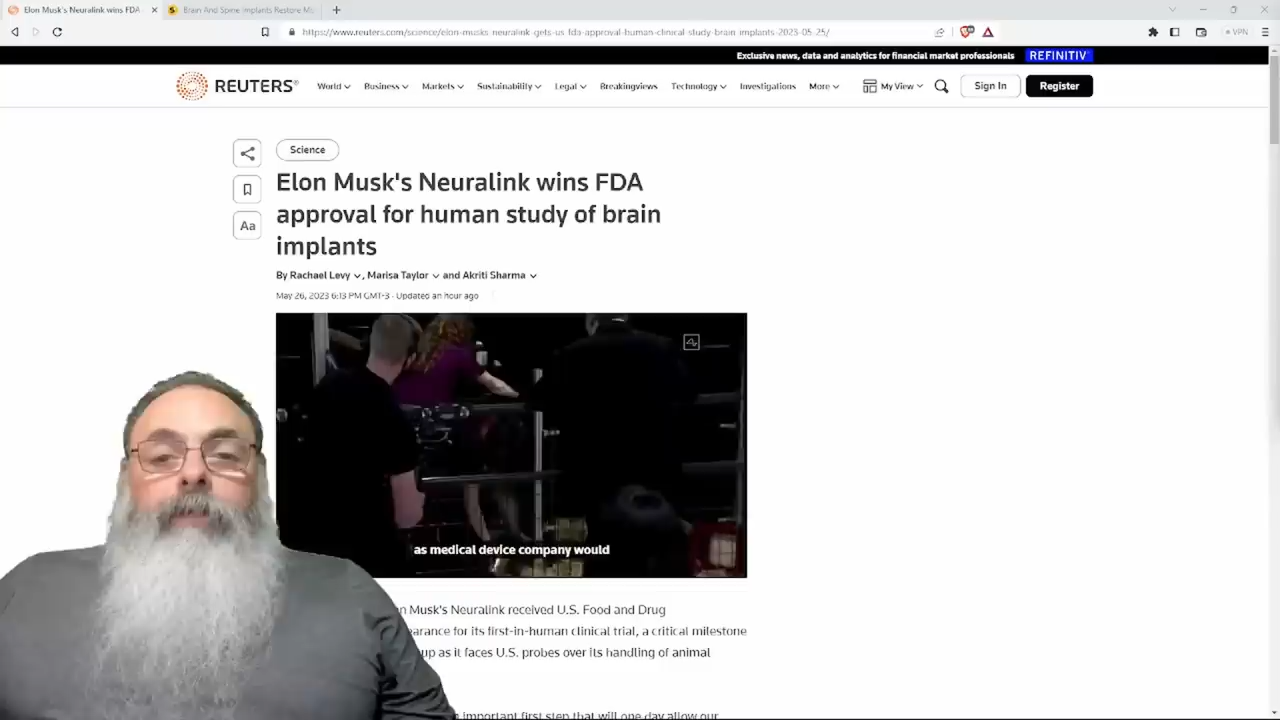 Elon Musk's Neuralink wins FDA
Brain And Spine Implants Restore Mo
https://www.reuters.com/science/elon-musks-neuralink-gets-us-fda-approval-human-clinical-study-brain-implants-2023-05-25/
VPN
Exclusive news, data and analytics for financial market professionals REFINITIV
REUTERS®
World Business Markets Sustainability Legal Breakingviews Technology Investigations More My View Sign In Register
Science
Elon Musk's Neuralink wins FDA
approval for human study of brain
implants
Aa
By Rachael Levy, Marisa Taylor and Akriti Sharma
May 26, 2023 6:13 PM GMT-3 · Updated an hour ago
as medical device company would
on Musk's Neuralink received U.S. Food and Drug
earance for its first-in-human clinical trial, a critical milestone
up as it faces U.S. probes over its handling of animal
important first step that will one day allow our